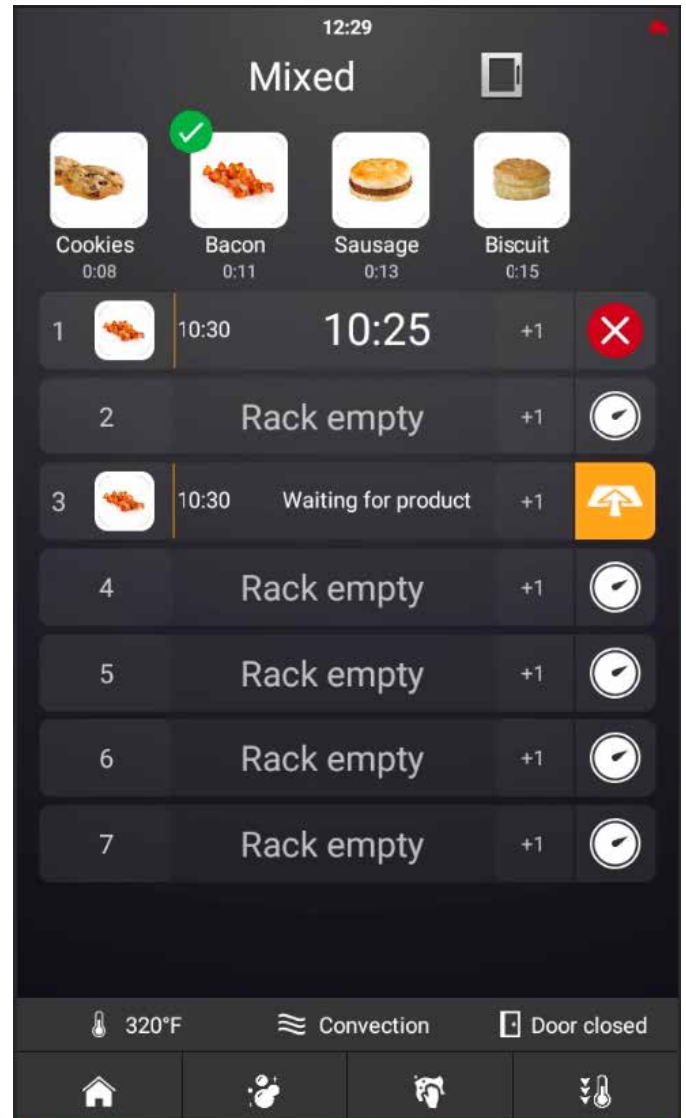 12:29
Mixed
Cookies Bacon Sausage Biscuit
0:08 0:11 0:13 0:15
1 10:30 10:25 +1
2 Rack empty +1
3 10:30 Waiting for product +1
4 Rack empty +1
5 Rack empty +1
6 Rack empty +1
7 Rack empty +1
320°F Convection Door closed